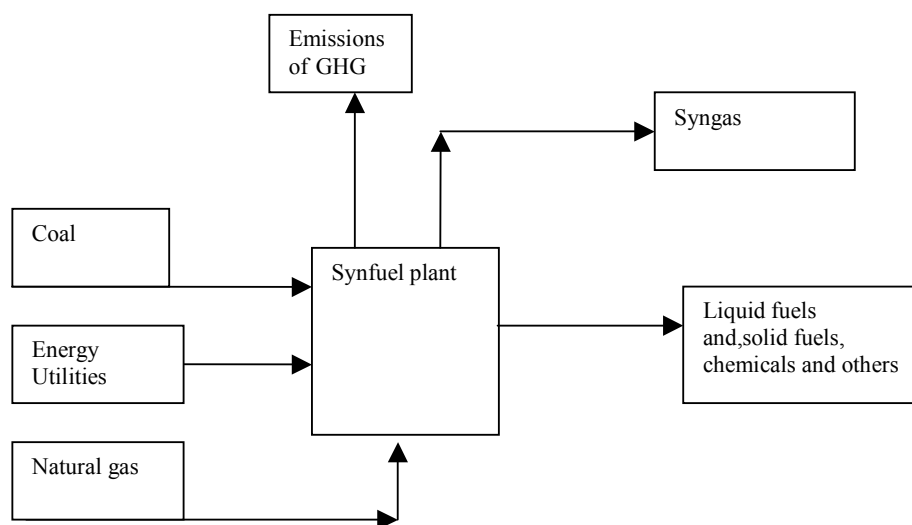 Emissions
of GHG
Syngas
Coal
Synfuel plant
Liquid fuels
and,solid fuels,
chemicals and others
Energy
Utilities
Natural gas